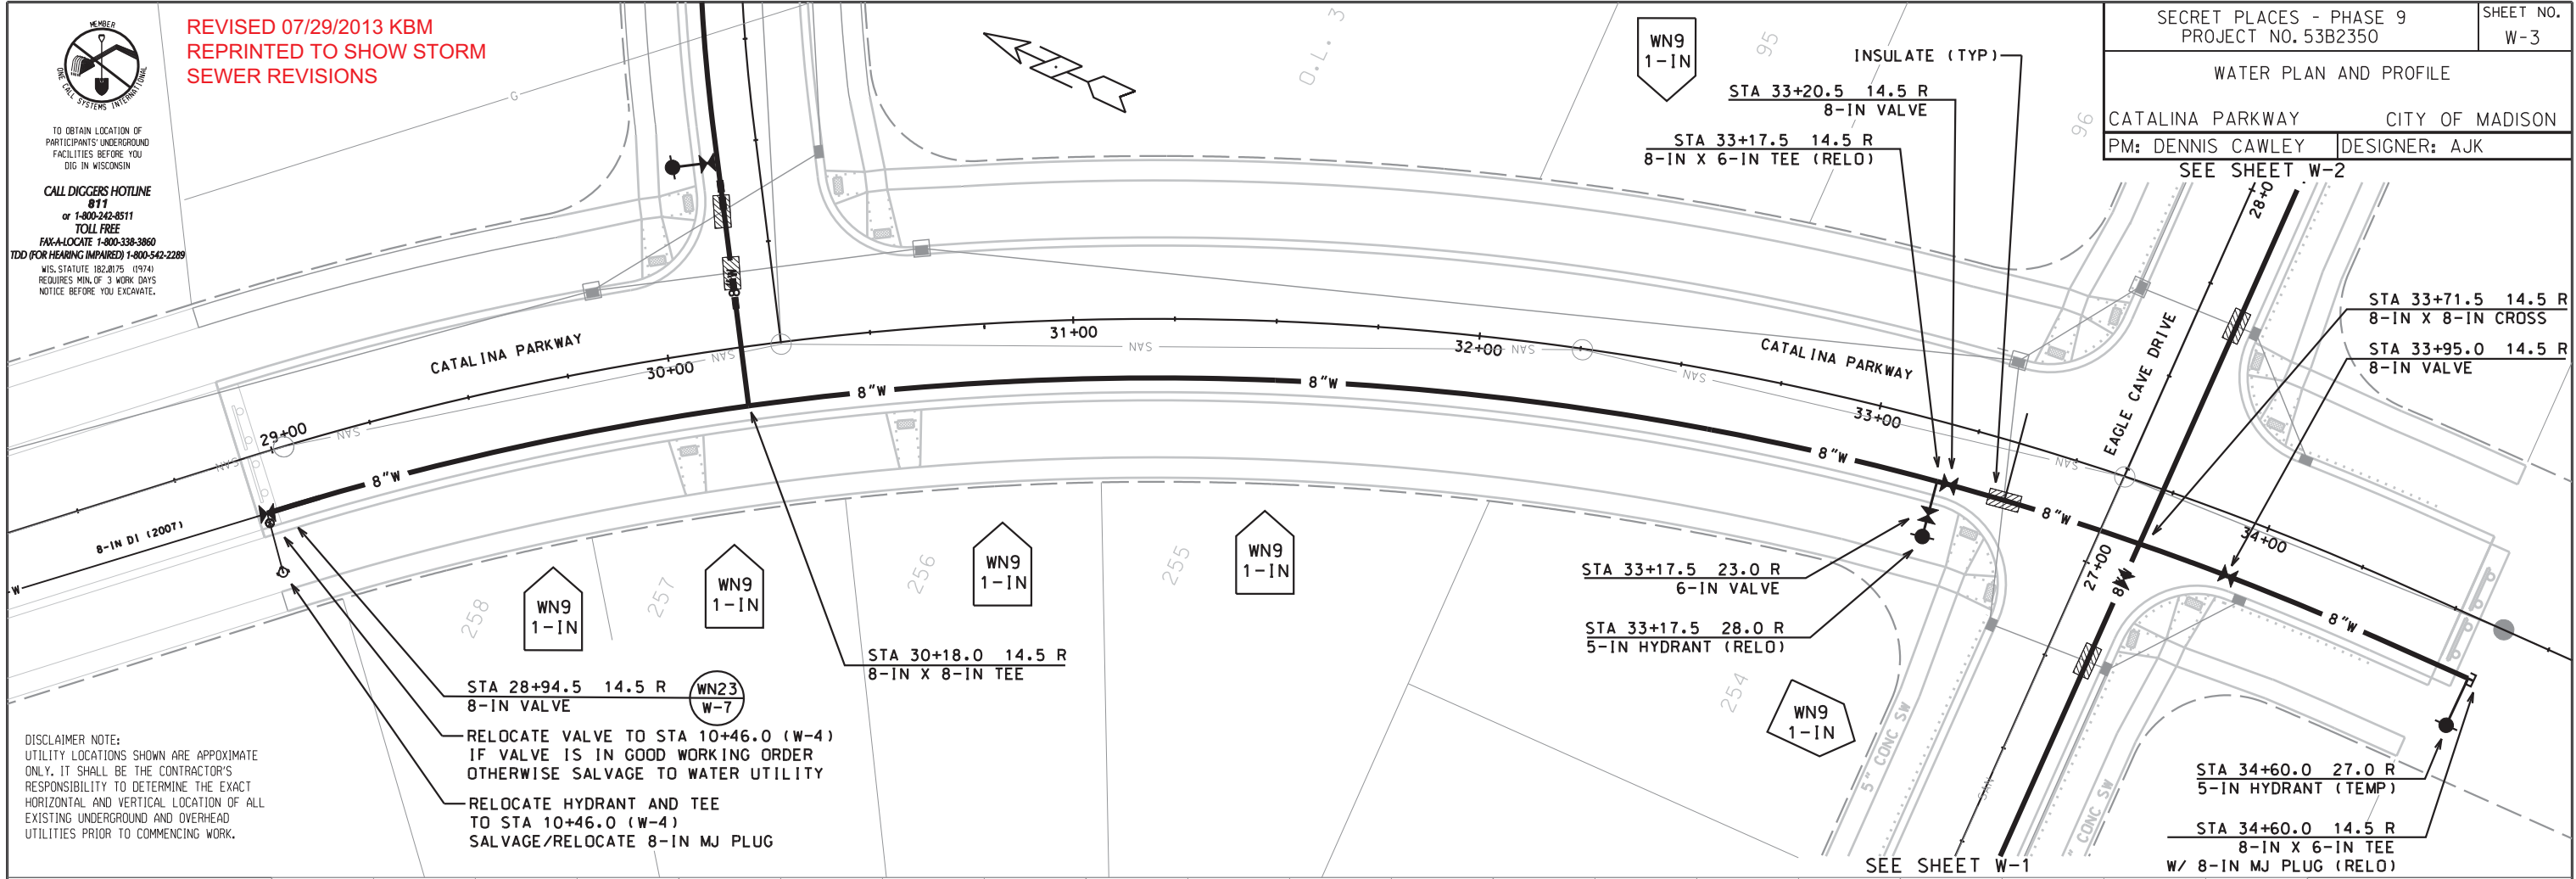 MEMBER
ONE CALL SYSTEMS INTERNATIONAL
REVISED 07/29/2013 KBM
REPRINTED TO SHOW STORM
SEWER REVISIONS
TO OBTAIN LOCATION OF
PARTICIPANTS' UNDERGROUND
FACILITIES BEFORE YOU
DIG IN WISCONSIN
CALL DIGGERS HOTLINE
811
or 1-800-242-8511
TOLL FREE
FAX-A-LOCATE 1-800-338-3860
TDD (FOR HEARING IMPAIRED) 1-800-542-2289
WIS. STATUTE 182.0175 (1974)
REQUIRES MIN. OF 3 WORK DAYS
NOTICE BEFORE YOU EXCAVATE.
SECRET PLACES - PHASE 9
PROJECT NO. 53B2350
SHEET NO.
W-3
WATER PLAN AND PROFILE
CATALINA PARKWAY CITY OF MADISON
PM: DENNIS CAWLEY DESIGNER: AJK
SEE SHEET W-2
G
O.L. 3
WN9
1-IN
95
96
INSULATE (TYP)
STA 33+20.5 14.5 R
8-IN VALVE
STA 33+17.5 14.5 R
8-IN X 6-IN TEE (RELO)
28+0
STA 33+71.5 14.5 R
8-IN X 8-IN CROSS
STA 33+95.0 14.5 R
8-IN VALVE
EAGLE CAVE DRIVE
8"W
CATALINA PARKWAY
CATALINA PARKWAY
29+00
30+00
31+00
32+00
33+00
34+00
27+00
SAN
SAN
SAN
SAN
SAN
SAN
SAN
SAN
8"W
8"W
8"W
8"W
8"W
8"W
8"W
8-IN DI (2007)
W
258
257
256
255
254
WN9
1-IN
WN9
1-IN
WN9
1-IN
WN9
1-IN
WN9
1-IN
STA 33+17.5 23.0 R
6-IN VALVE
STA 33+17.5 28.0 R
5-IN HYDRANT (RELO)
STA 30+18.0 14.5 R
8-IN X 8-IN TEE
STA 28+94.5 14.5 R
8-IN VALVE
WN23
W-7
RELOCATE VALVE TO STA 10+46.0 (W-4)
IF VALVE IS IN GOOD WORKING ORDER
OTHERWISE SALVAGE TO WATER UTILITY
RELOCATE HYDRANT AND TEE
TO STA 10+46.0 (W-4)
SALVAGE/RELOCATE 8-IN MJ PLUG
DISCLAIMER NOTE:
UTILITY LOCATIONS SHOWN ARE APPOXIMATE
ONLY. IT SHALL BE THE CONTRACTOR'S
RESPONSIBILITY TO DETERMINE THE EXACT
HORIZONTAL AND VERTICAL LOCATION OF ALL
EXISTING UNDERGROUND AND OVERHEAD
UTILITIES PRIOR TO COMMENCING WORK.
5" CONC SW
" CONC SW
SAN
STA 34+60.0 27.0 R
5-IN HYDRANT (TEMP)
STA 34+60.0 14.5 R
8-IN X 6-IN TEE
W/ 8-IN MJ PLUG (RELO)
SEE SHEET W-1